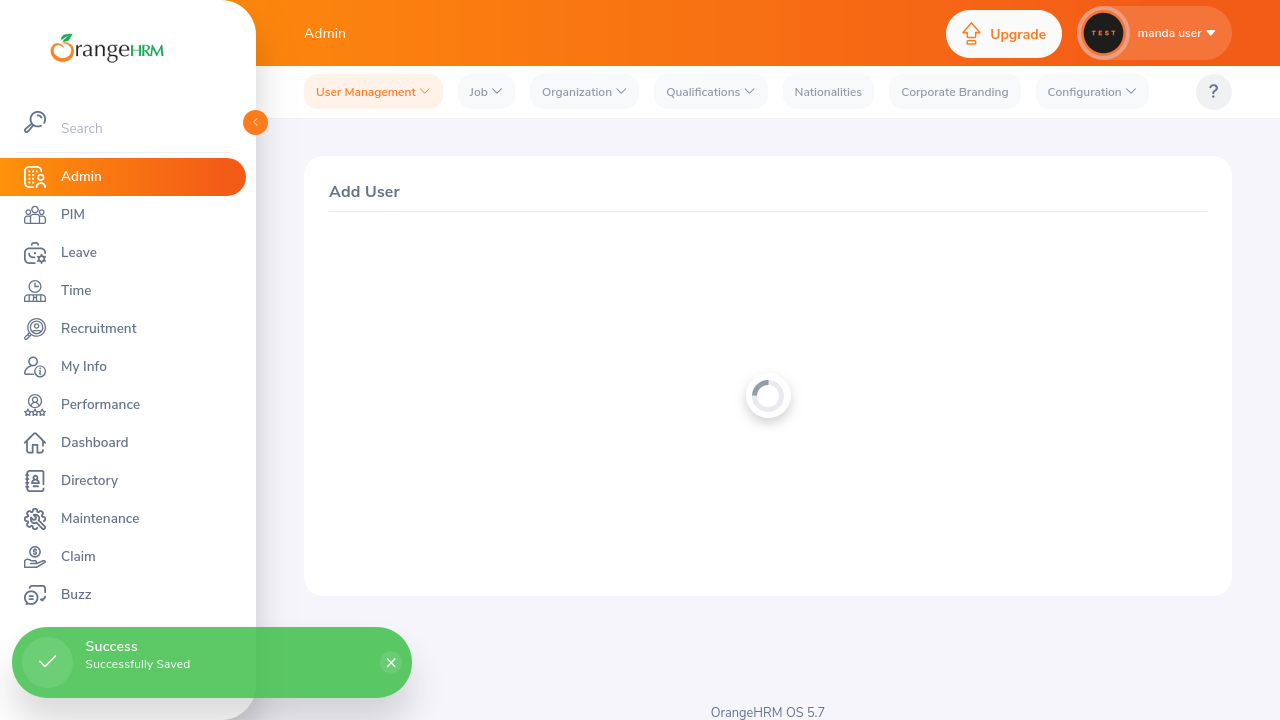 OrangeHRM
Search
Admin
PIM
Leave
Time
Recruitment
My Info
Performance
Dashboard
Directory
Maintenance
Claim
Buzz
Admin
Upgrade
TEST
manda user
User Management
Job
Organization
Qualifications
Nationalities
Corporate Branding
Configuration
?
Add User
Success
Successfully Saved
OrangeHRM OS 5.7